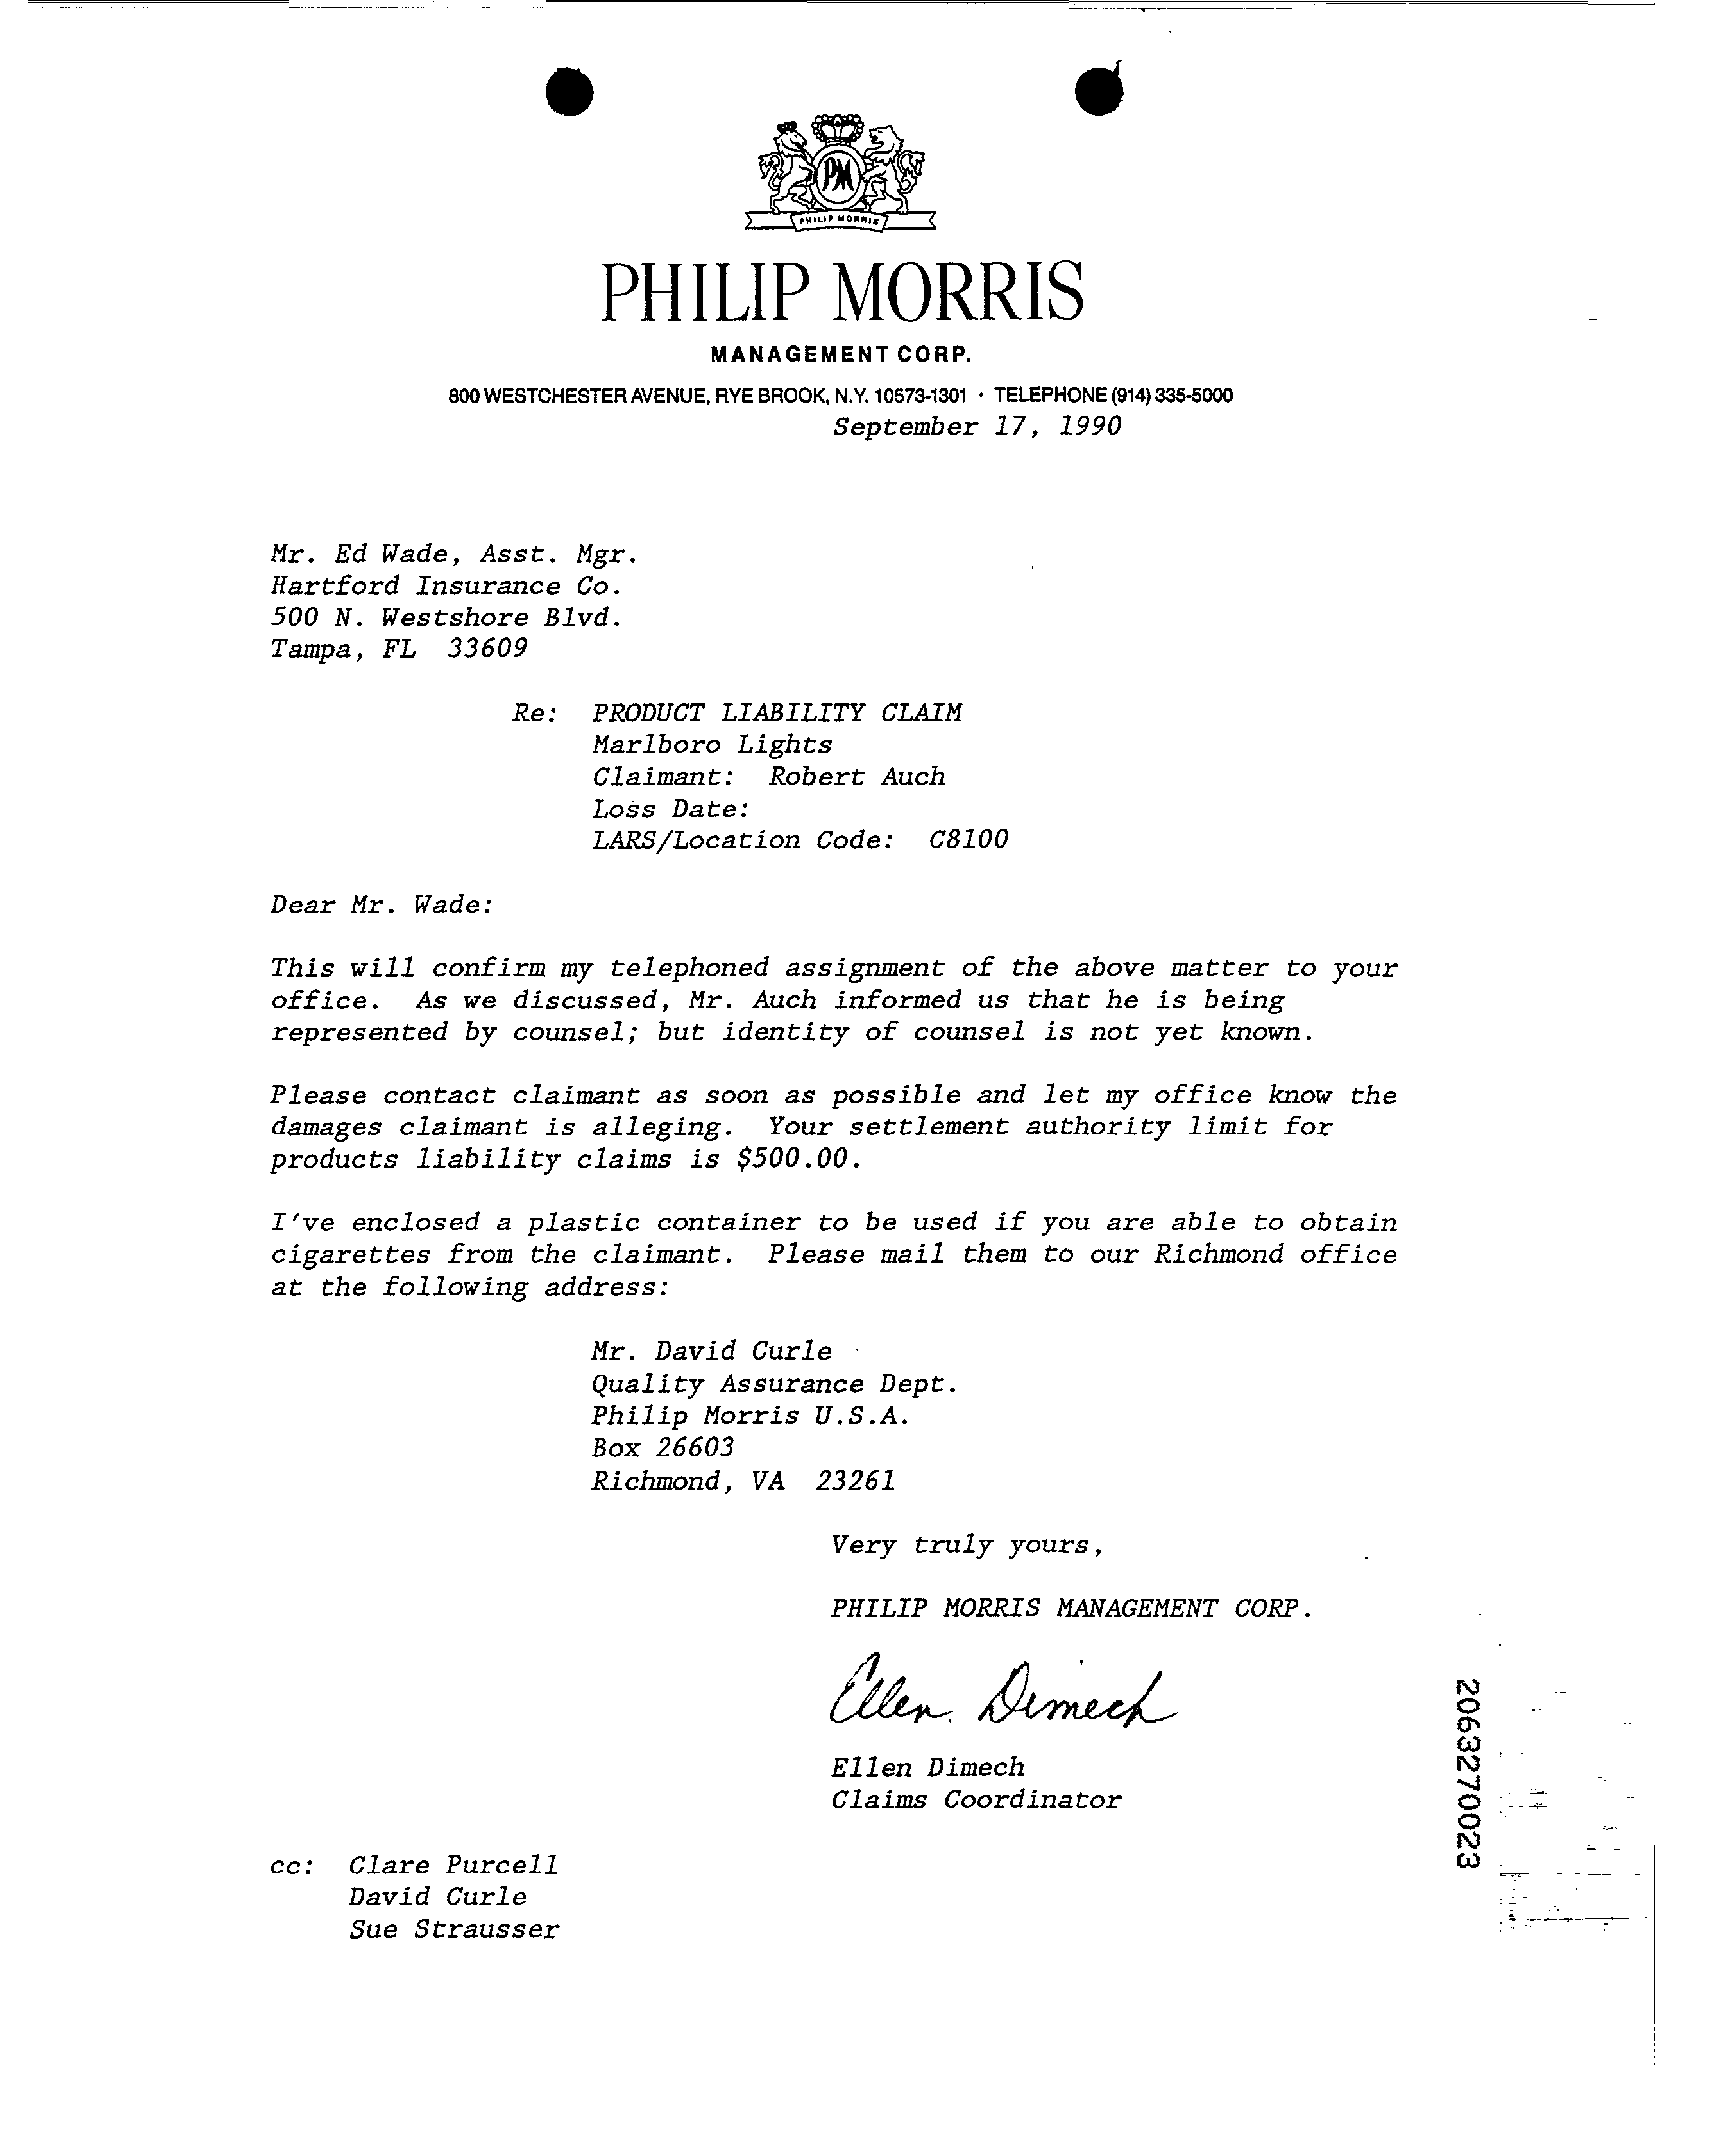 PM
PHILIP MORRIS
PHILIP MORRIS
MANAGEMENT CORP.
800 WESTCHESTER AVENUE, RYE BROOK, N.Y. 10573-1301 · TELEPHONE (914) 335-5000
September 17, 1990
Mr. Ed Wade, Asst. Mgr.
Hartford Insurance Co.
500 N. Westshore Blvd.
Tampa, FL 33609
Re: PRODUCT LIABILITY CLAIM
Marlboro Lights
Claimant: Robert Auch
Loss Date:
LARS/Location Code: C8100
Dear Mr. Wade:
This will confirm my telephoned assignment of the above matter to your
office. As we discussed, Mr. Auch informed us that he is being
represented by counsel; but identity of counsel is not yet known.
Please contact claimant as soon as possible and let my office know the
damages claimant is alleging. Your settlement authority limit for
products liability claims is $500.00.
I've enclosed a plastic container to be used if you are able to obtain
cigarettes from the claimant. Please mail them to our Richmond office
at the following address:
Mr. David Curle
Quality Assurance Dept.
Philip Morris U.S.A.
Box 26603
Richmond, VA 23261
Very truly yours,
PHILIP MORRIS MANAGEMENT CORP.
Ellen Dimech
Ellen Dimech
Claims Coordinator
cc: Clare Purcell
David Curle
Sue Strausser
2063270023